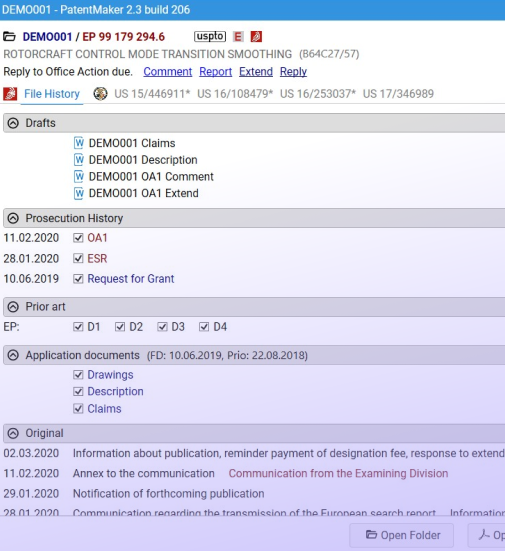 DEMO001 - PatentMaker 2.3 build 206
DEMO001 / EP 99 179 294.6 uspto E
ROTORCRAFT CONTROL MODE TRANSITION SMOOTHING (B64C27/57)
Reply to Office Action due. Comment Report Extend Reply
File History US 15/446911* US 16/108479* US 16/253037* US 17/346989
Drafts
W DEMO001 Claims
W DEMO001 Description
W DEMO001 OA1 Comment
W DEMO001 OA1 Extend
Prosecution History
11.02.2020 OA1
28.01.2020 ESR
10.06.2019 Request for Grant
Prior art
EP: D1 D2 D3 D4
Application documents (FD: 10.06.2019, Prio: 22.08.2018)
Drawings
Description
Claims
Original
02.03.2020 Information about publication, reminder payment of designation fee, response to extend
11.02.2020 Annex to the communication Communication from the Examining Division
29.01.2020 Notification of forthcoming publication
28.01.2020 Communication regarding the transmission of the European search report Information
Open Folder Op